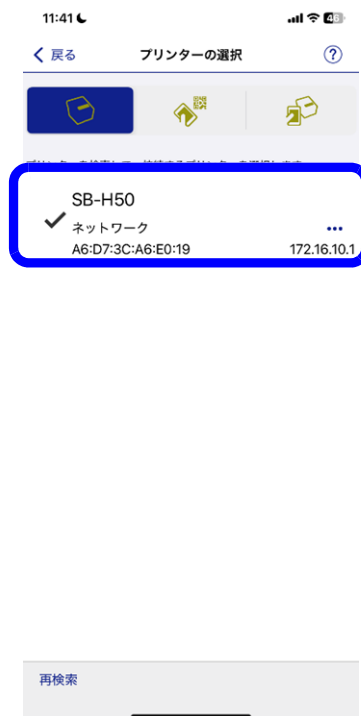 11:41
46
戻る
プリンターの選択
?
SB-H50
ネットワーク
A6:D7:3C:A6:E0:19
172.16.10.1
再検索